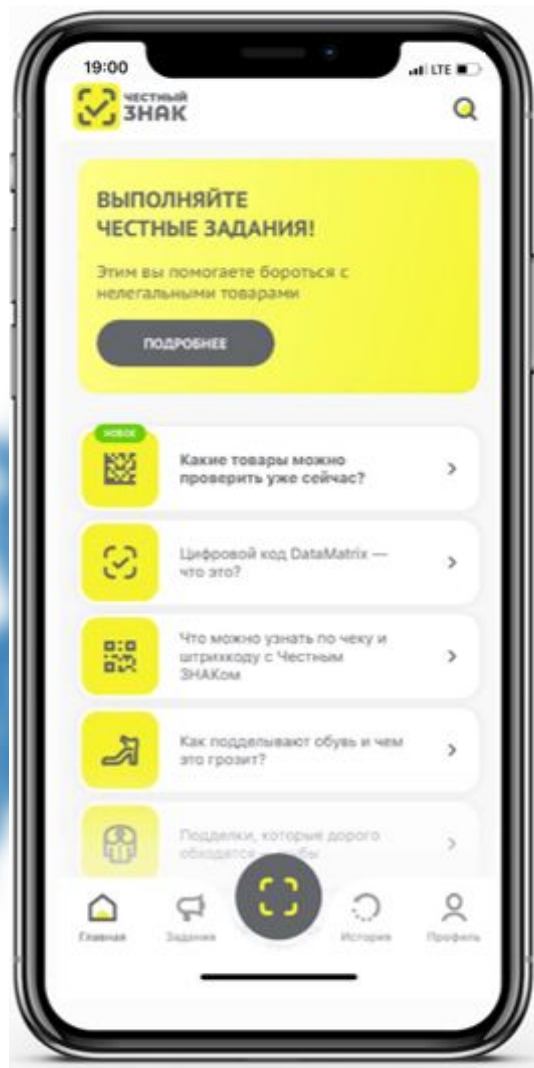 19:00
LTE
ЧЕСТНЫЙ
ЗНАК
ВЫПОЛНЯЙТЕ
ЧЕСТНЫЕ ЗАДАНИЯ!
Этим вы помогаете бороться с
нелегальными товарами
ПОДРОБНЕЕ
НОВОЕ
Какие товары можно
проверить уже сейчас?
Цифровой код DataMatrix —
что это?
Что можно узнать по чеку и
штрихкоду с Честным
ЗНАКом
Как подделывают обувь и чем
это грозит?
Подделки, которые дорого
обходятся
Главная
Задания
История
Профиль